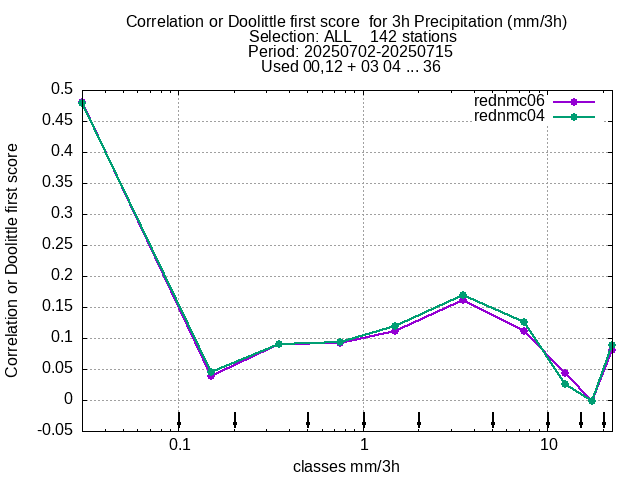 Correlation or Doolittle first score  for 3h Precipitation (mm/3h)
Selection: ALL    142 stations
Period: 20250702-20250715
Used 00,12 + 03 04 ... 36
rednmc06
rednmc04
Correlation or Doolittle first score
0.5
0.45
0.4
0.35
0.3
0.25
0.2
0.15
0.1
0.05
0
-0.05
0.1 1 10
classes mm/3h